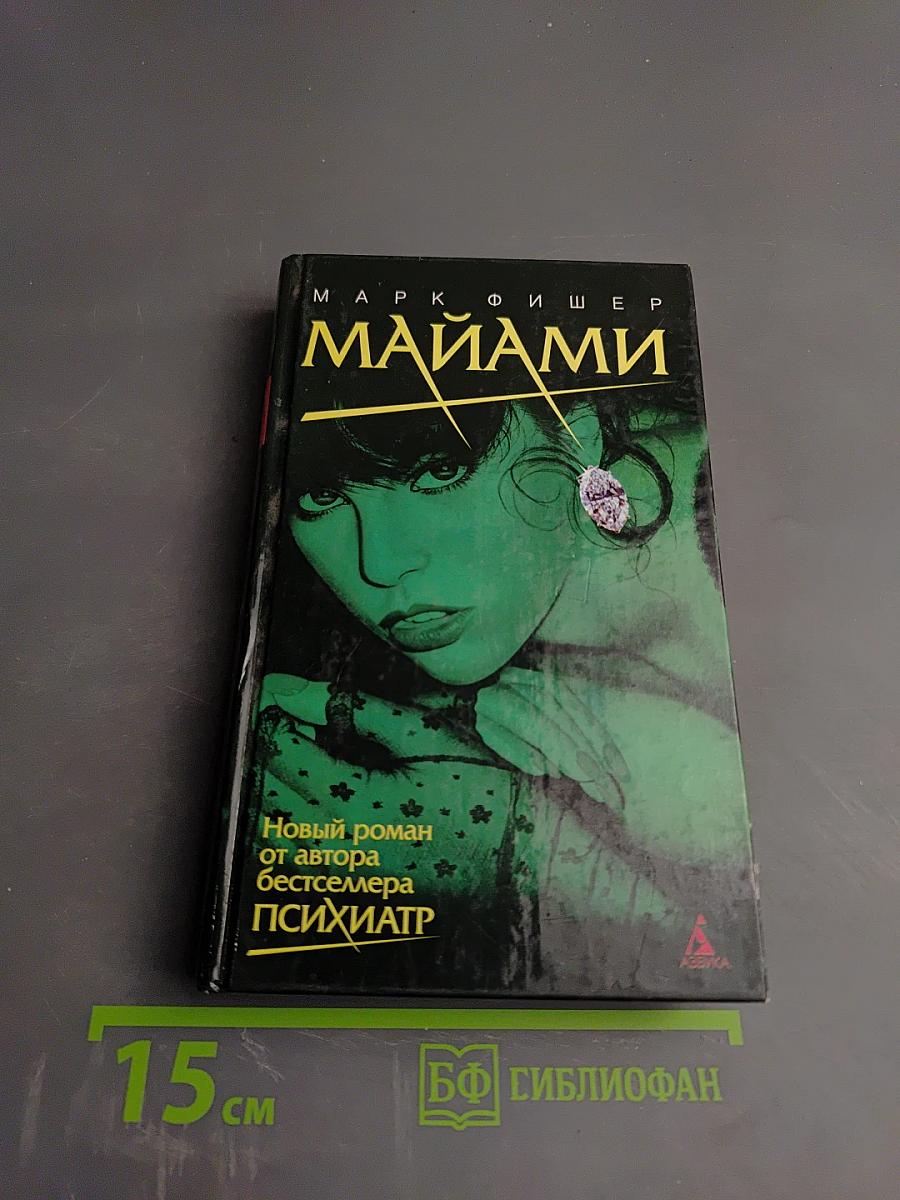 МАРК ФИШЕР
МАЙАМИ
Новый роман
от автора
бестселлера
ПСИХИАТР
АЗБУКА
15 см
БФ БИБЛИОФАН